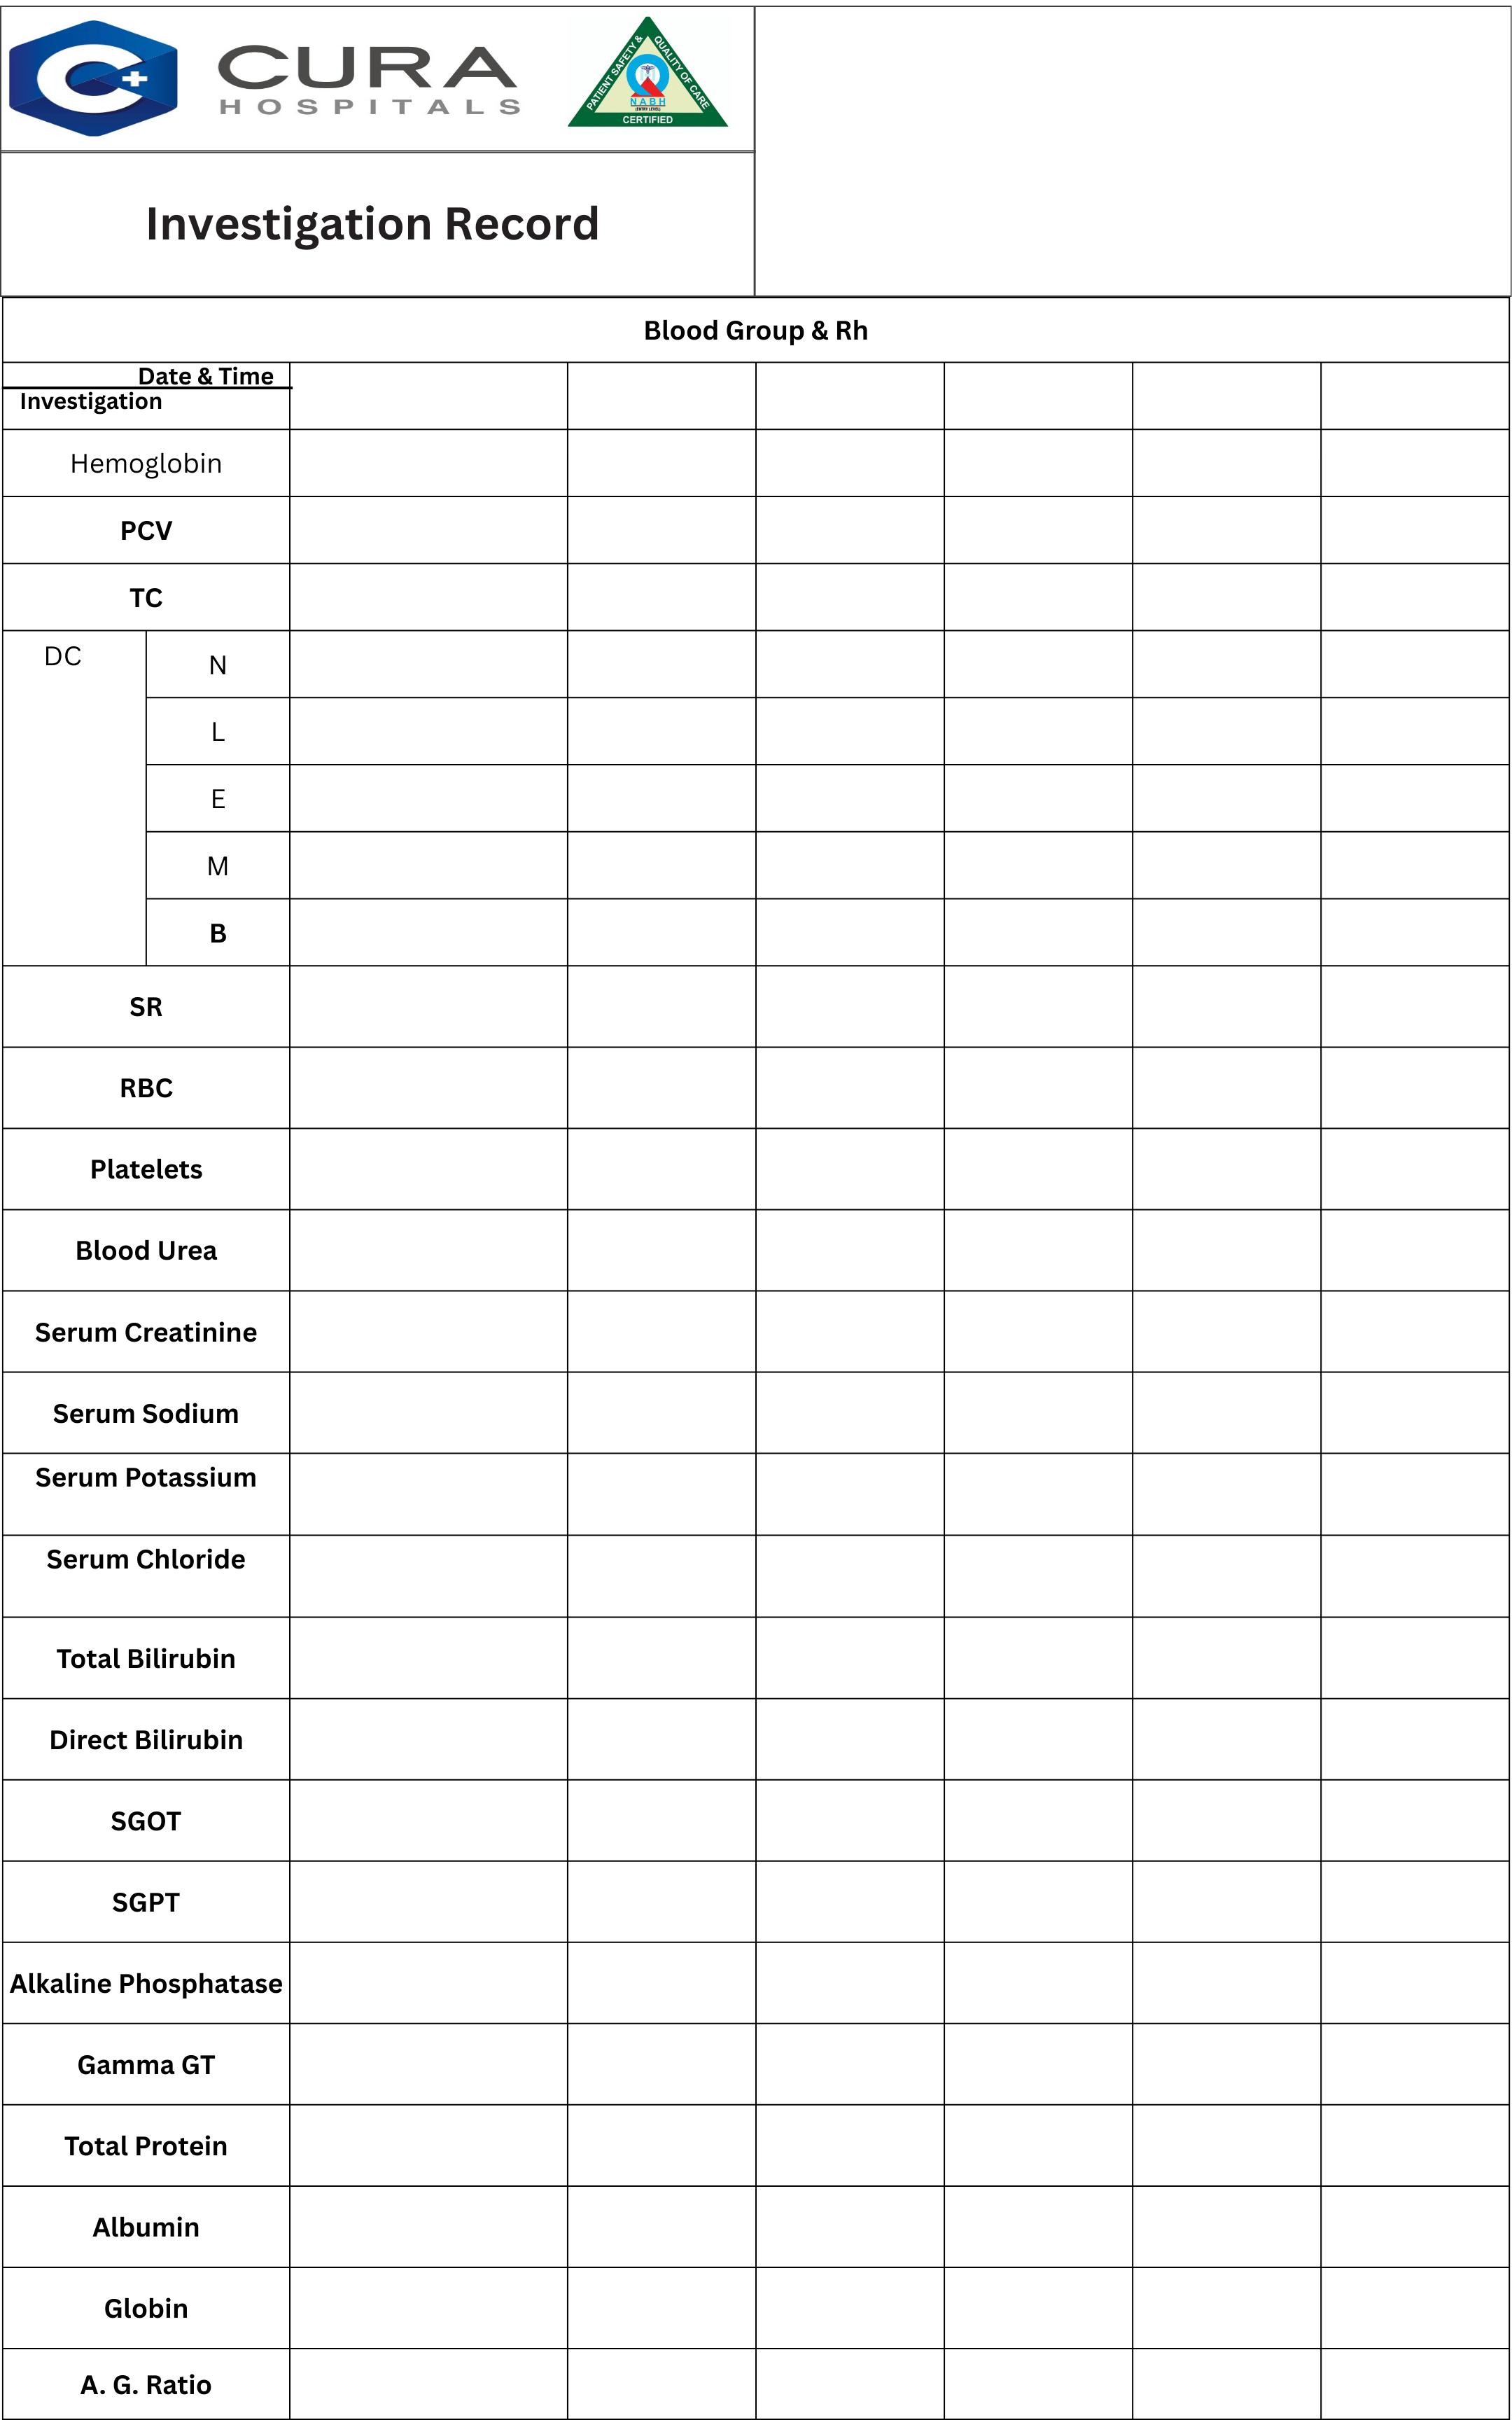 CURA
HOSPITALS
PATIENT SAFETY & QUALITY OF CARE
NABH
(ENTRY LEVEL)
CERTIFIED
Investigation Record
Blood Group & Rh
Date & Time
Investigation
Hemoglobin
PCV
TC
DC
N
L
E
M
B
SR
RBC
Platelets
Blood Urea
Serum Creatinine
Serum Sodium
Serum Potassium
Serum Chloride
Total Bilirubin
Direct Bilirubin
SGOT
SGPT
Alkaline Phosphatase
Gamma GT
Total Protein
Albumin
Globin
A. G. Ratio